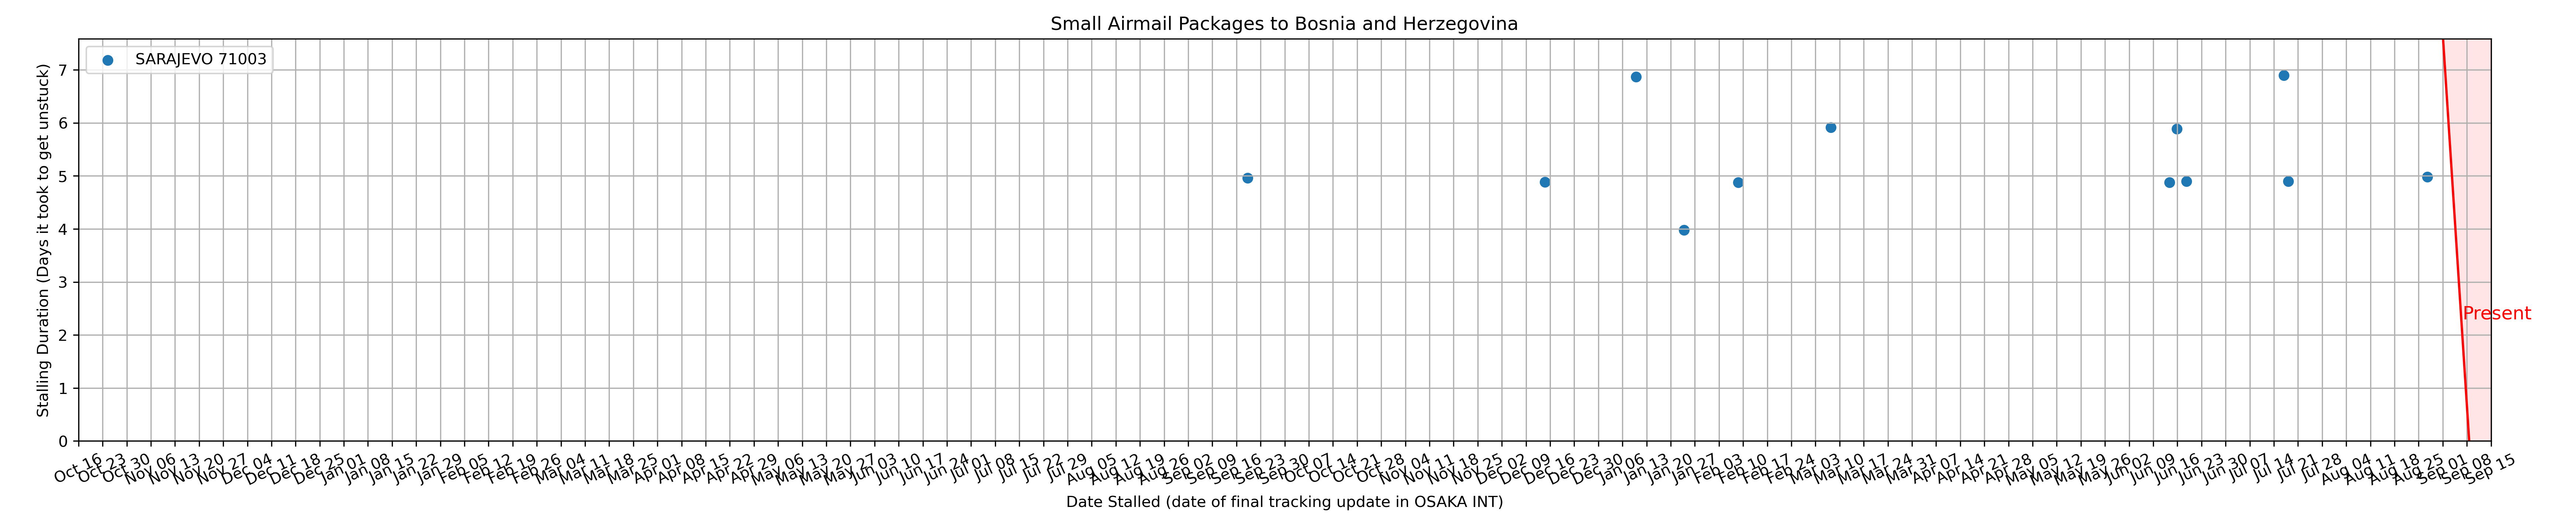 Small Airmail Packages to Bosnia and Herzegovina
SARAJEVO 71003
Stalling Duration (Days it took to get unstuck)
7
6
5
4
3
2
1
0
Present
Oct 16
Oct 23
Oct 30
Nov 06
Nov 13
Nov 20
Nov 27
Dec 04
Dec 11
Dec 18
Dec 25
Jan 01
Jan 08
Jan 15
Jan 22
Jan 29
Feb 05
Feb 12
Feb 19
Feb 26
Mar 04
Mar 11
Mar 18
Mar 25
Apr 01
Apr 08
Apr 15
Apr 22
Apr 29
May 06
May 13
May 20
May 27
Jun 03
Jun 10
Jun 17
Jun 24
Jul 01
Jul 08
Jul 15
Jul 22
Jul 29
Aug 05
Aug 12
Aug 19
Aug 26
Sep 02
Sep 09
Sep 16
Sep 23
Sep 30
Oct 07
Oct 14
Oct 21
Oct 28
Nov 04
Nov 11
Nov 18
Nov 25
Dec 02
Dec 09
Dec 16
Dec 23
Dec 30
Jan 06
Jan 13
Jan 20
Jan 27
Feb 03
Feb 10
Feb 17
Feb 24
Mar 03
Mar 10
Mar 17
Mar 24
Mar 31
Apr 07
Apr 14
Apr 21
Apr 28
May 05
May 12
May 19
May 26
Jun 02
Jun 09
Jun 16
Jun 23
Jun 30
Jul 07
Jul 14
Jul 21
Jul 28
Aug 04
Aug 11
Aug 18
Aug 25
Sep 01
Sep 08
Sep 15
Date Stalled (date of final tracking update in OSAKA INT)